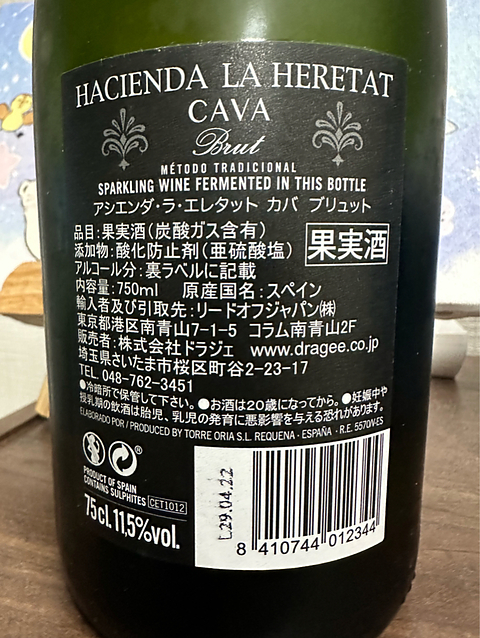 HACIENDA LA HERETAT
CAVA
Brut
MÉTODO TRADICIONAL
SPARKLING WINE FERMENTED IN THIS BOTTLE
アシエンダ・ラ・エレタット カバ ブリュット
品目：果実酒（炭酸ガス含有）
添加物：酸化防止剤（亜硫酸塩）
果実酒
アルコール分：裏ラベルに記載
内容量：750ml 原産国名：スペイン
輸入者及び引取先：リードオフジャパン㈱
東京都港区南青山7-1-5 コラム南青山2F
販売者：株式会社ドラジェ www.dragee.co.jp
埼玉県さいたま市桜区町谷2-23-17
TEL. 048-762-3451
●冷暗所で保管して下さい。●お酒は20歳になってから。●妊娠中や
授乳期の飲酒は胎児、乳児の発育に悪影響を与える恐れがあります。
ELABORADO POR / PRODUCED BY TORRE ORIA S.L. REQUENA - ESPAÑA - R.E. 5570/V-ES
PRODUCT OF SPAIN
CONTAINS SULPHITES
CET1012
75cl. 11,5%vol.
L29.04.22
8 410744 012344